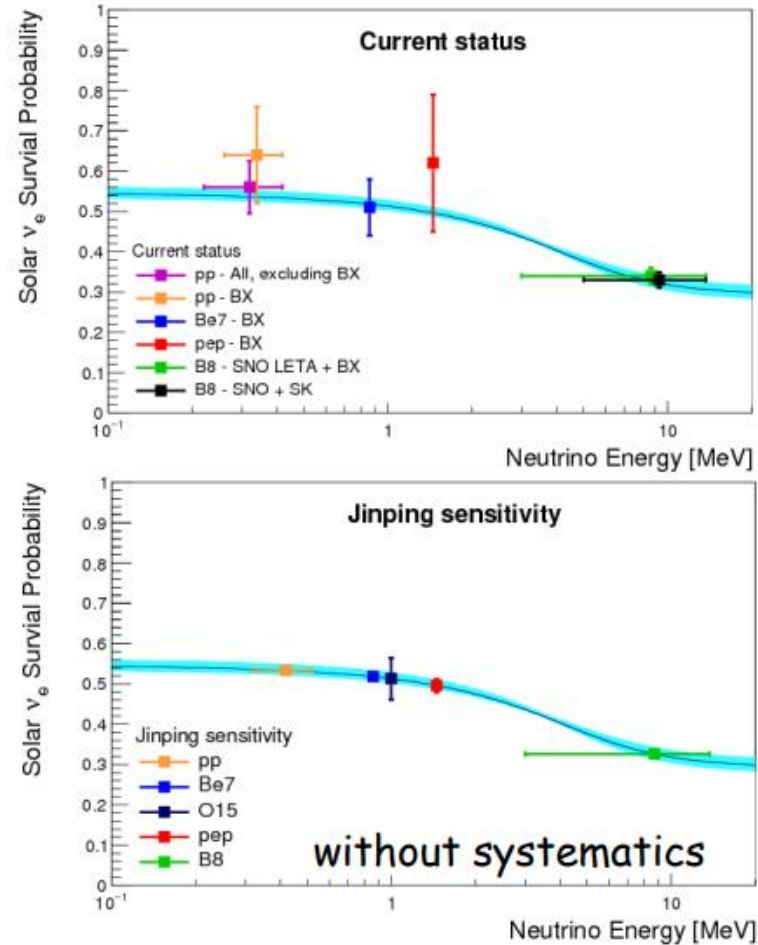 Current status
Solar νe Survial Probability
1
0.9
0.8
0.7
0.6
0.5
0.4
0.3
0.2
0.1
0
Current status
pp - All, excluding BX
pp - BX
Be7 - BX
pep - BX
B8 - SNO LETA + BX
B8 - SNO + SK
10⁻¹ 1 10
Neutrino Energy [MeV]
Jinping sensitivity
Solar νe Survial Probability
1
0.9
0.8
0.7
0.6
0.5
0.4
0.3
0.2
0.1
0
Jinping sensitivity
pp
Be7
O15
pep
B8
without systematics
10⁻¹ 1 10
Neutrino Energy [MeV]